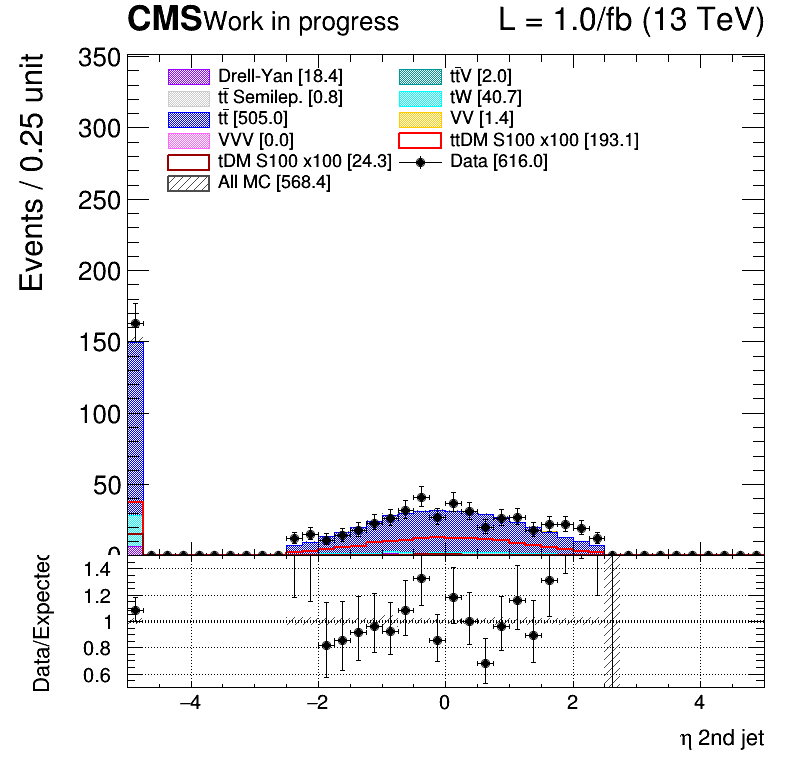 CMS Work in progress L = 1.0/fb (13 TeV)
Events / 0.25 unit
350
300
250
200
150
100
50
0
Drell-Yan [18.4]
tt̄V [2.0]
tt̄ Semilep. [0.8]
tW [40.7]
tt̄ [505.0]
VV [1.4]
VVV [0.0]
ttDM S100 x100 [193.1]
tDM S100 x100 [24.3]
Data [616.0]
All MC [568.4]
Data/Expected
1.4
1.2
1
0.8
0.6
−4 −2 0 2 4
η 2nd jet